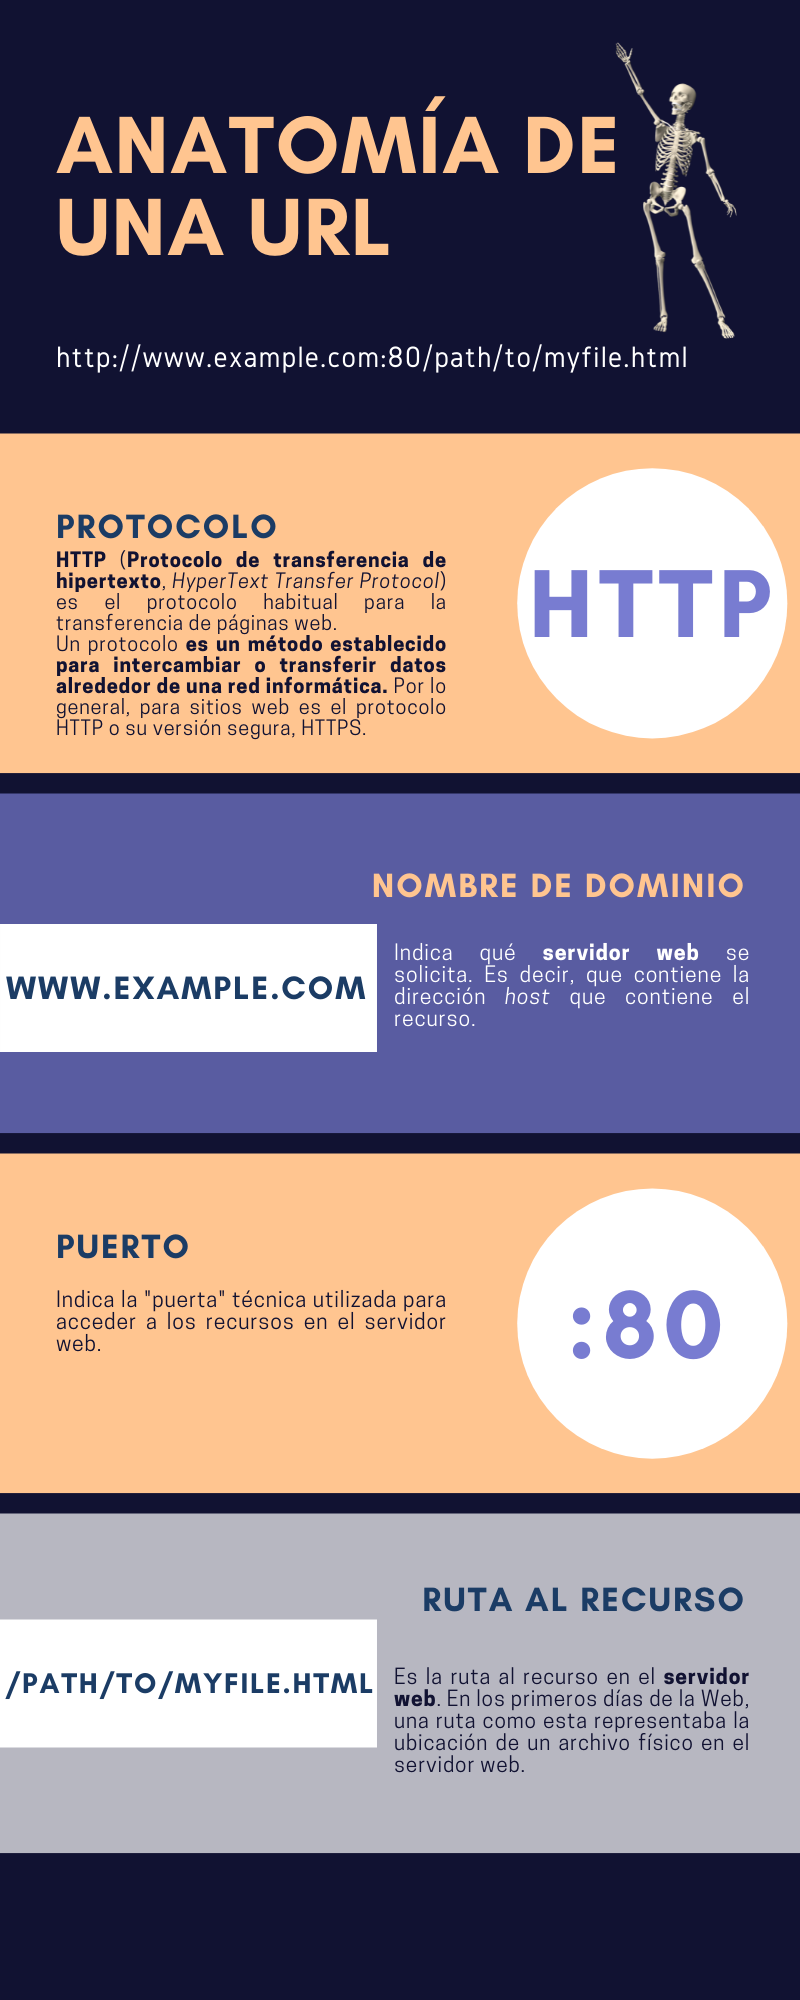 ANATOMÍA DE
UNA URL
http://www.example.com:80/path/to/myfile.html
PROTOCOLO
HTTP (Protocolo de transferencia de
hipertexto, HyperText Transfer Protocol)
es el protocolo habitual para la
transferencia de páginas web.
Un protocolo es un método establecido
para intercambiar o transferir datos
alrededor de una red informática. Por lo
general, para sitios web es el protocolo
HTTP o su versión segura, HTTPS.
HTTP
NOMBRE DE DOMINIO
WWW.EXAMPLE.COM
Indica qué servidor web se
solicita. Es decir, que contiene la
dirección host que contiene el
recurso.
PUERTO
Indica la "puerta" técnica utilizada para
acceder a los recursos en el servidor
web.
:80
RUTA AL RECURSO
/PATH/TO/MYFILE.HTML
Es la ruta al recurso en el servidor
web. En los primeros días de la Web,
una ruta como esta representaba la
ubicación de un archivo físico en el
servidor web.